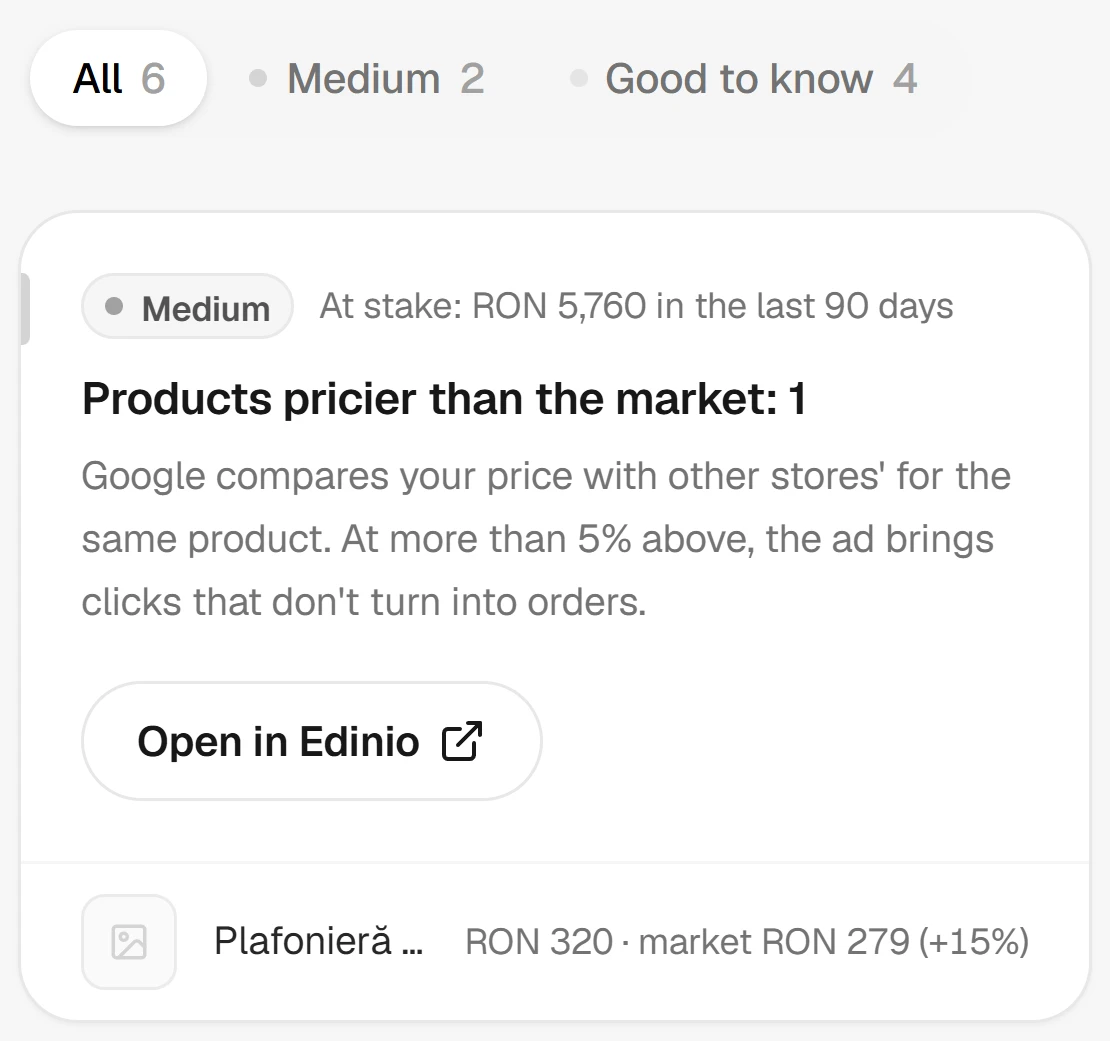 All 6 Medium 2 Good to know 4
Medium At stake: RON 5,760 in the last 90 days
Products pricier than the market: 1
Google compares your price with other stores' for the
same product. At more than 5% above, the ad brings
clicks that don't turn into orders.
Open in Edinio
Plafonieră ... RON 320 · market RON 279 (+15%)